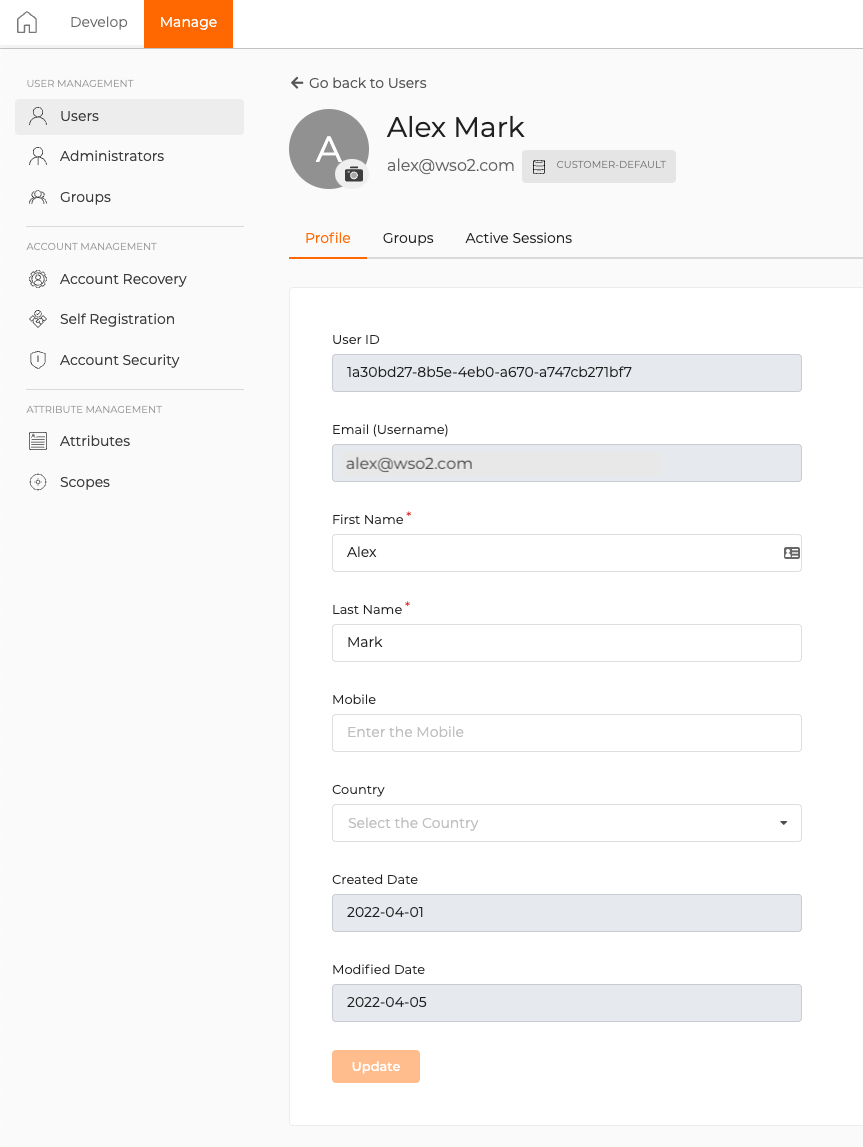 Develop
Manage
USER MANAGEMENT
Users
Administrators
Groups
ACCOUNT MANAGEMENT
Account Recovery
Self Registration
Account Security
ATTRIBUTE MANAGEMENT
Attributes
Scopes
Go back to Users
A
Alex Mark
alex@wso2.com
CUSTOMER-DEFAULT
Profile
Groups
Active Sessions
User ID
1a30bd27-8b5e-4eb0-a670-a747cb271bf7
Email (Username)
alex@wso2.com
First Name *
Alex
Last Name *
Mark
Mobile
Enter the Mobile
Country
Select the Country
Created Date
2022-04-01
Modified Date
2022-04-05
Update